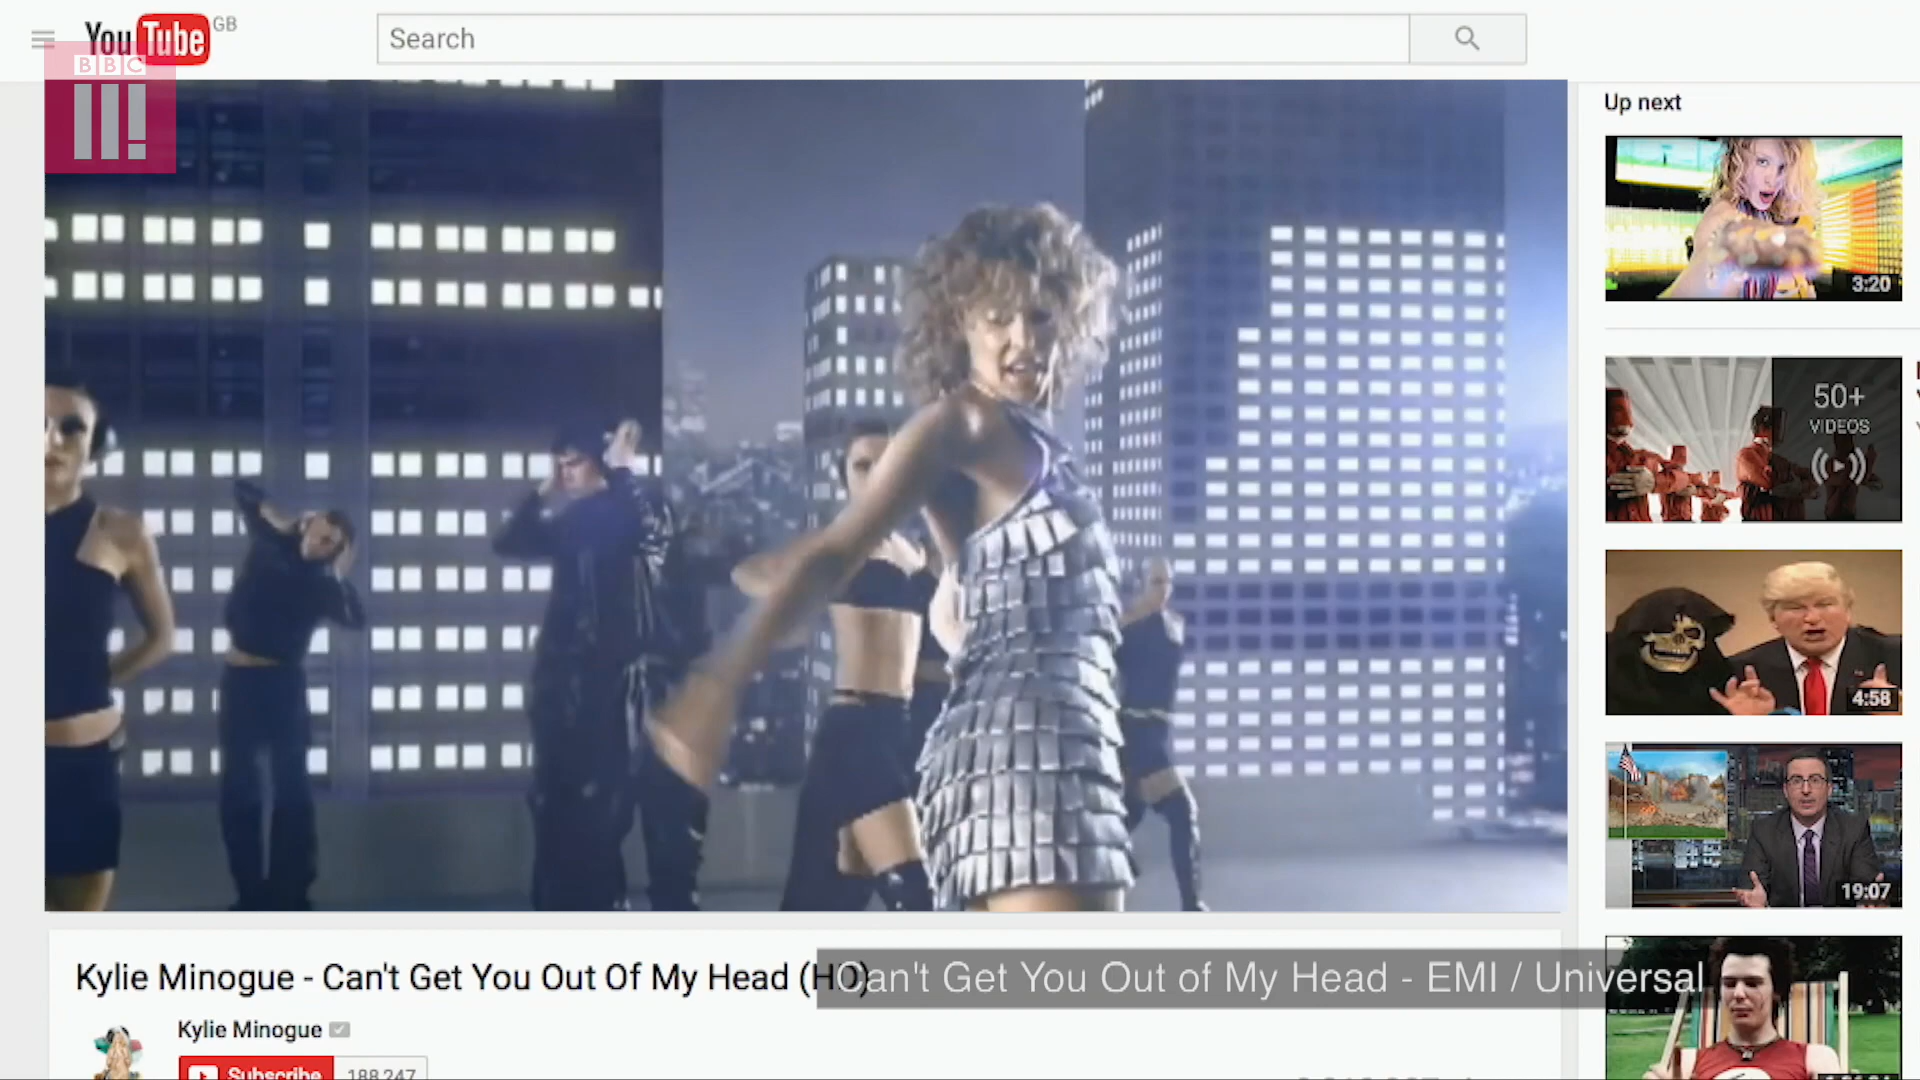 YouTube GB
Search
BBC
Up next
3:20
50+
VIDEOS
4:58
19:07
Kylie Minogue - Can't Get You Out Of My Head (HD)
Can't Get You Out of My Head - EMI / Universal
Kylie Minogue
Subscribe
188,247